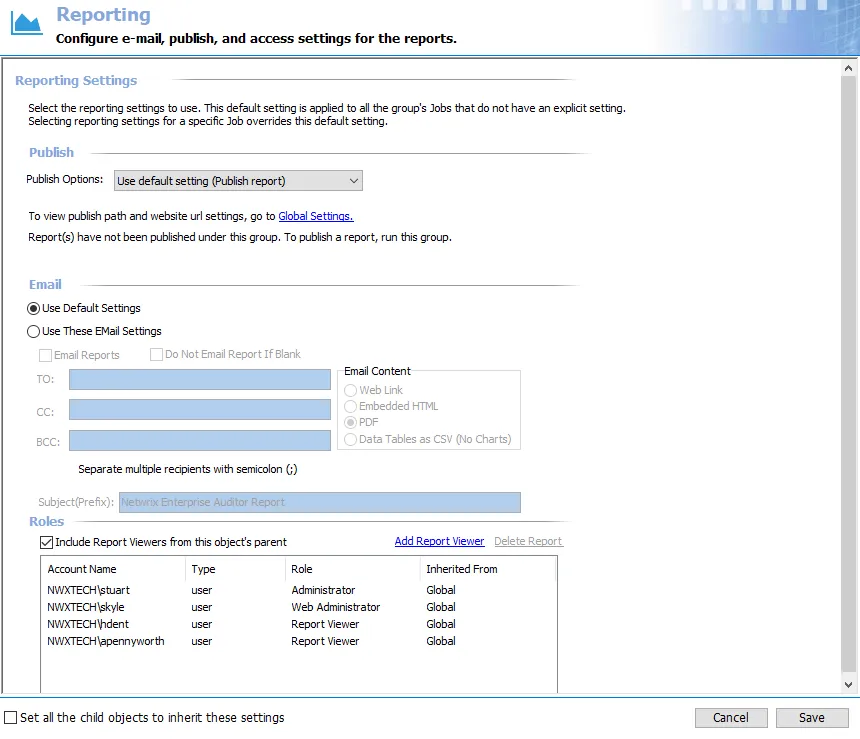 Reporting
Configure e-mail, publish, and access settings for the reports.
Reporting Settings
Select the reporting settings to use. This default setting is applied to all the group's Jobs that do not have an explicit setting.
Selecting reporting settings for a specific Job overrides this default setting.
Publish
Publish Options: Use default setting (Publish report)
To view publish path and website url settings, go to Global Settings.
Report(s) have not been published under this group. To publish a report, run this group.
Email
Use Default Settings
Use These EMail Settings
Email Reports Do Not Email Report If Blank
TO:
CC:
BCC:
Email Content
Web Link
Embedded HTML
PDF
Data Tables as CSV (No Charts)
Separate multiple recipients with semicolon (;)
Subject(Prefix): Netwrix Enterprise Auditor Report
Roles
Include Report Viewers from this object's parent Add Report Viewer Delete Report
Account Name Type Role Inherited From
NWXTECH\stuart user Administrator Global
NWXTECH\skyle user Web Administrator Global
NWXTECH\hdent user Report Viewer Global
NWXTECH\apennyworth user Report Viewer Global
Set all the child objects to inherit these settings Cancel Save